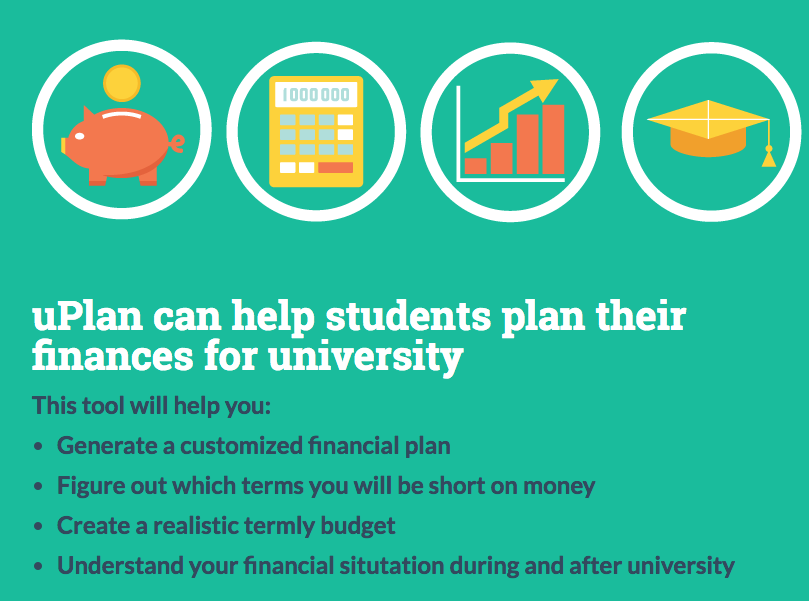 1000000
uPlan can help students plan their
finances for university
This tool will help you:
• Generate a customized financial plan
• Figure out which terms you will be short on money
• Create a realistic termly budget
• Understand your financial situtation during and after university